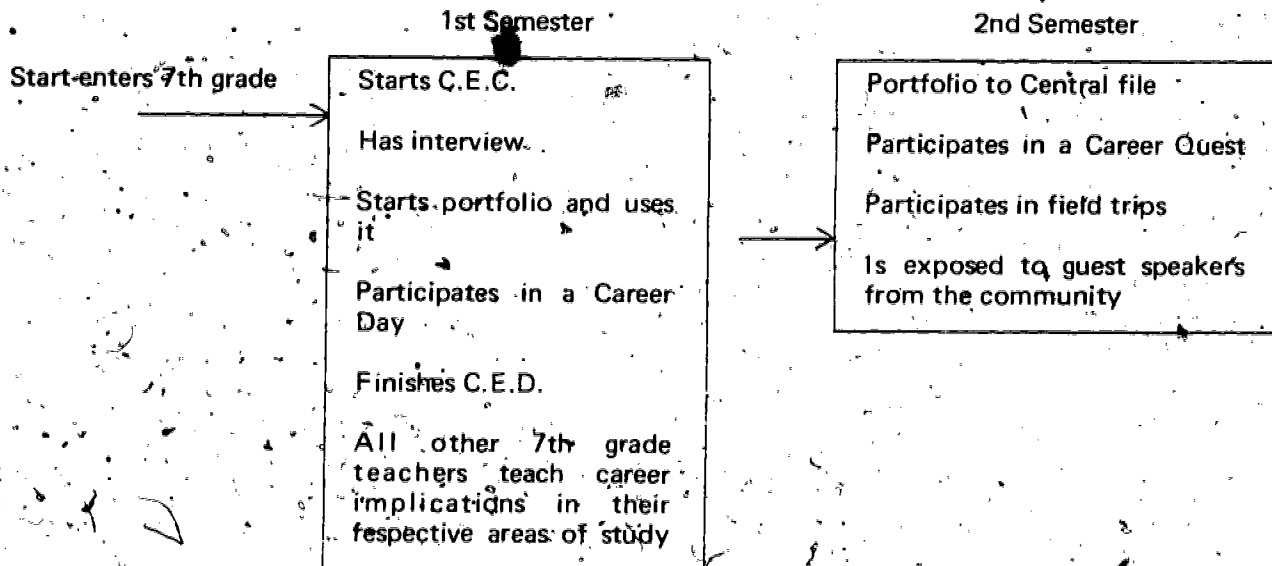 1st Semester
2nd Semester
Start-enters 7th grade
Starts C.E.C.
Has interview.
Starts portfolio and uses
it
Participates in a Career
Day
Finishes C.E.D.
All other 7th grade
teachers teach career
implications in their
respective areas of study
Portfolio to Central file
Participates in a Career Quest
Participates in field trips
Is exposed to guest speakers
from the community